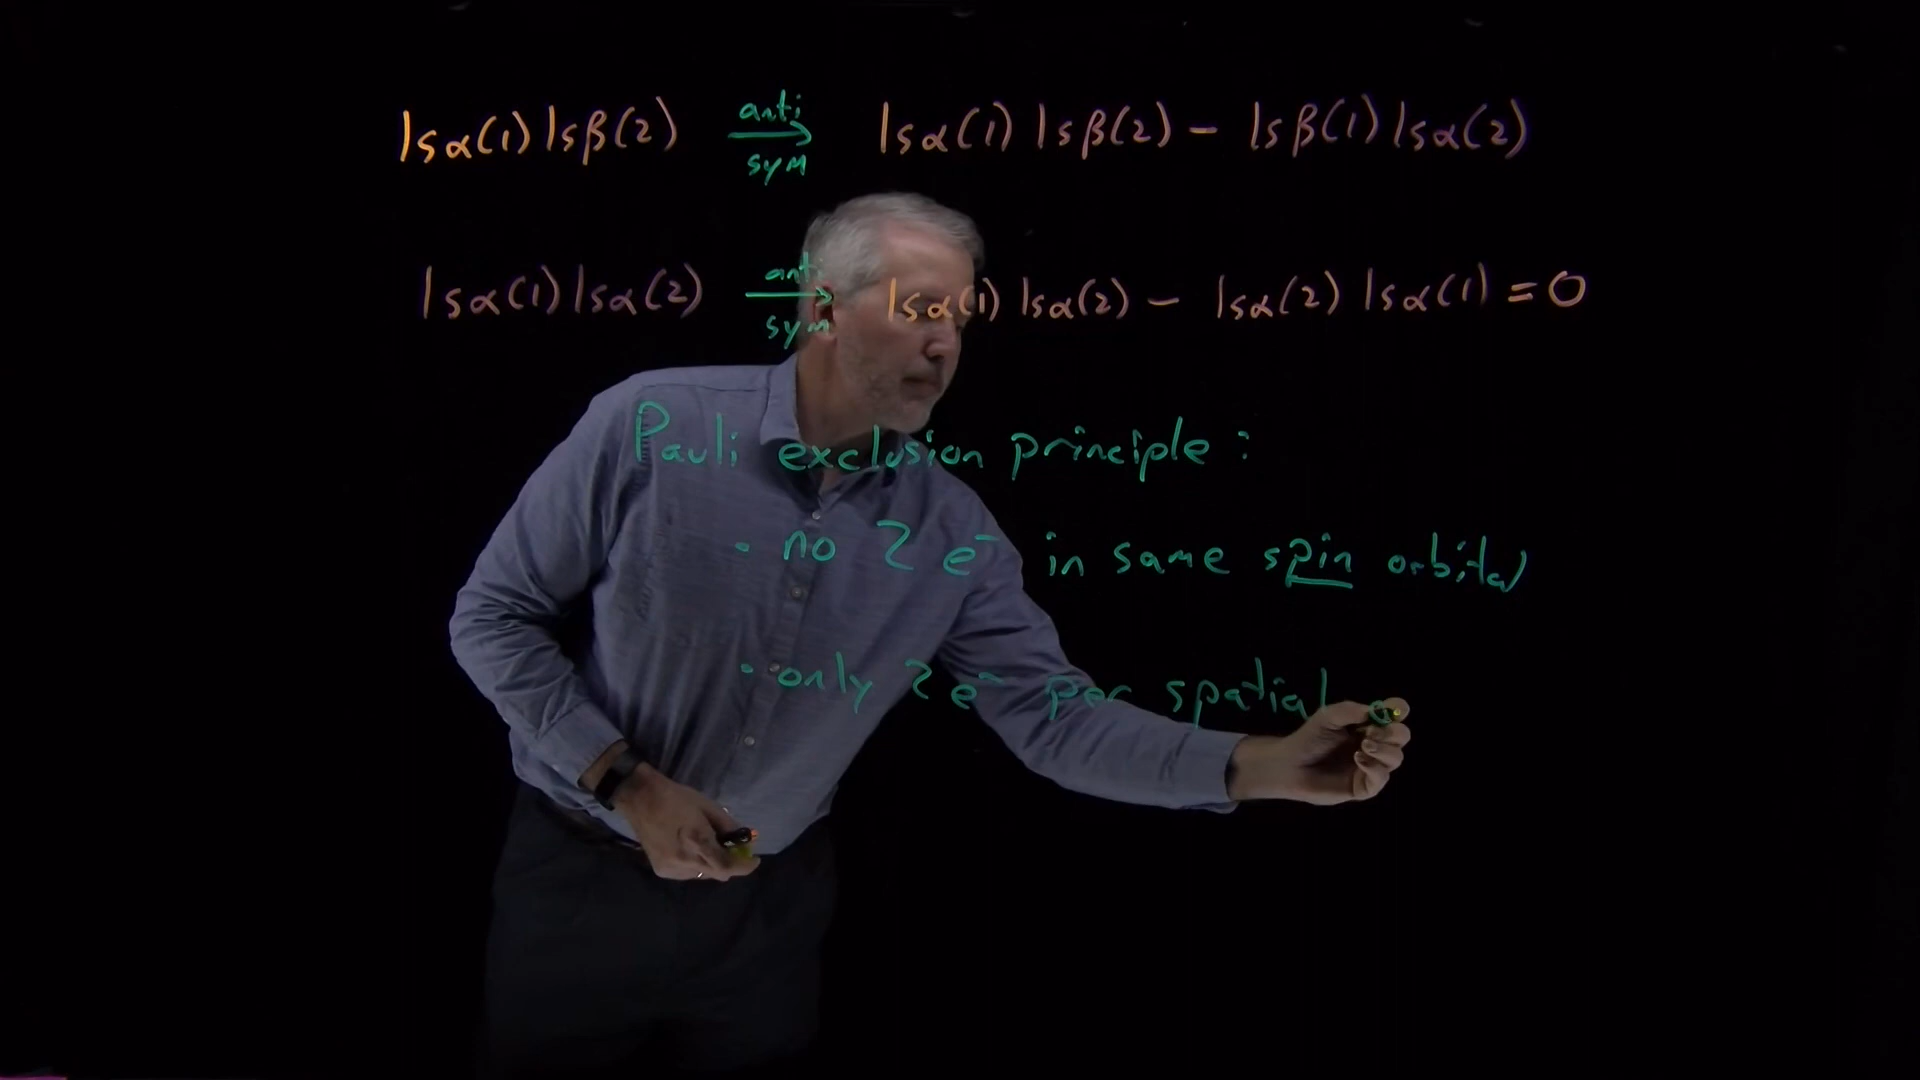 1sα(1) 1sβ(2) anti sym → 1sα(1) 1sβ(2) − 1sβ(1) 1sα(2)
1sα(1) 1sα(2) anti sym → 1sα(1) 1sα(2) − 1sα(2) 1sα(1) = 0
Pauli exclusion principle :
• no 2 e⁻ in same spin orbital
• only 2 e⁻ per spatial o